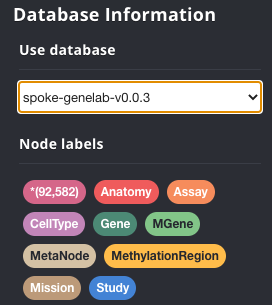 Database Information
Use database
spoke-genelab-v0.0.3
Node labels
*(92,582) Anatomy Assay
CellType Gene MGene
MetaNode MethylationRegion
Mission Study